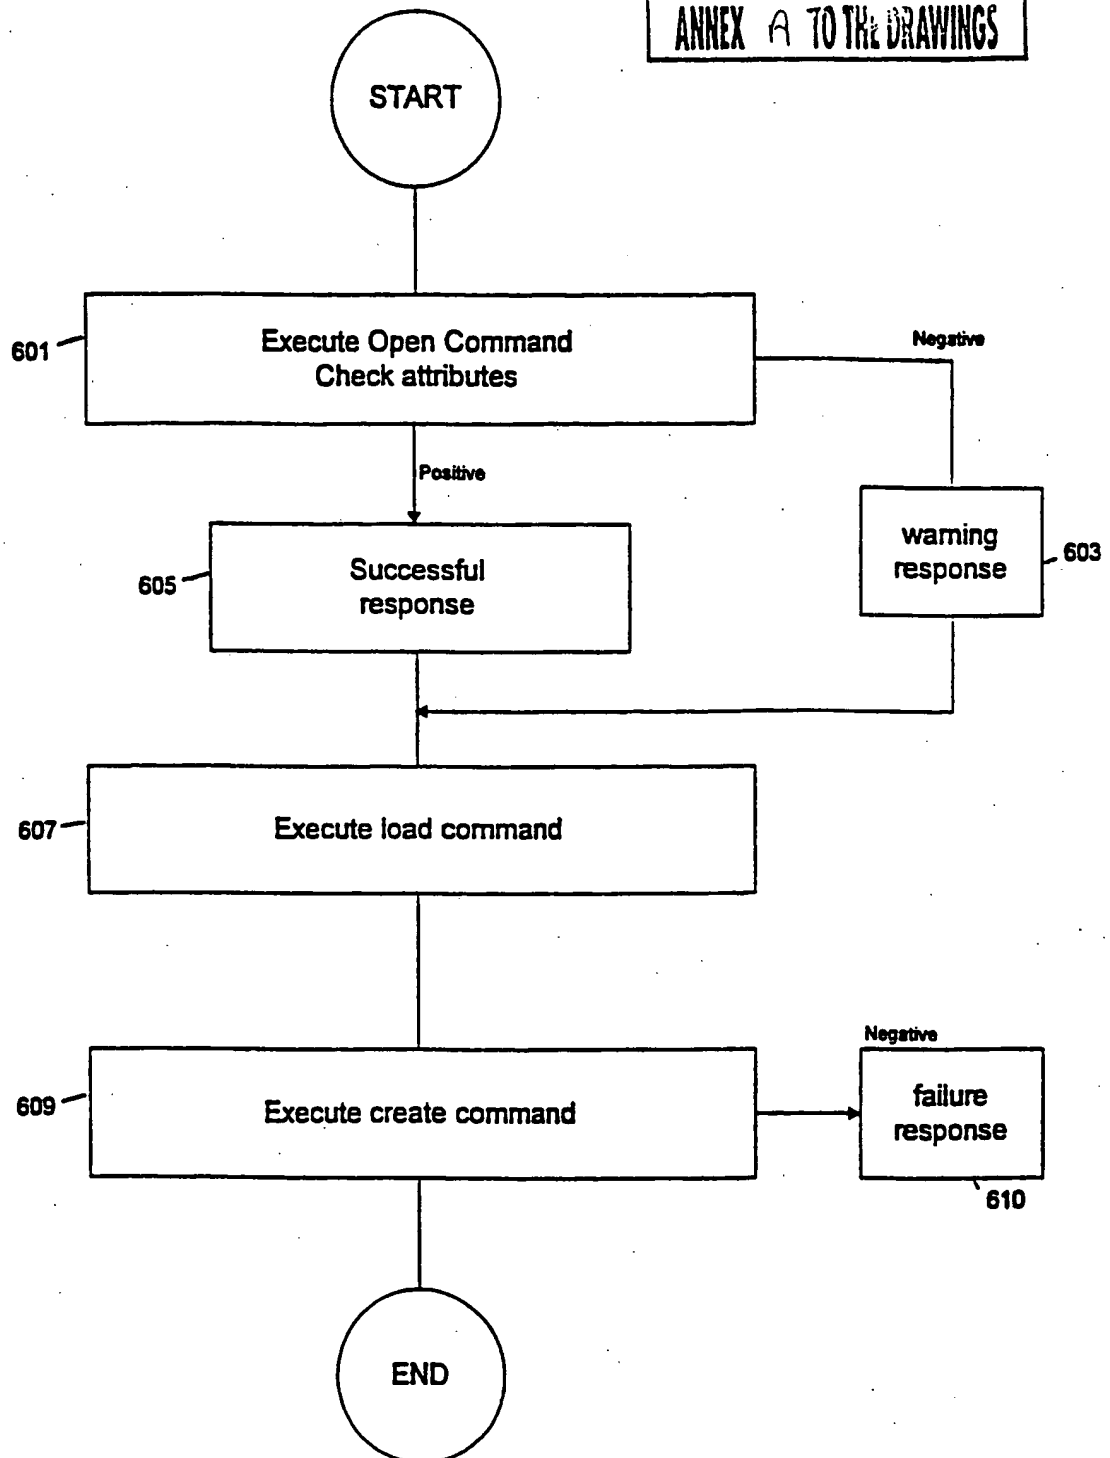 ANNEX A TO THE DRAWINGS
START
601
Execute Open Command
Check attributes
Negative
Positive
605
Successful
response
warning
response
603
607
Execute load command
609
Execute create command
Negative
failure
response
610
END